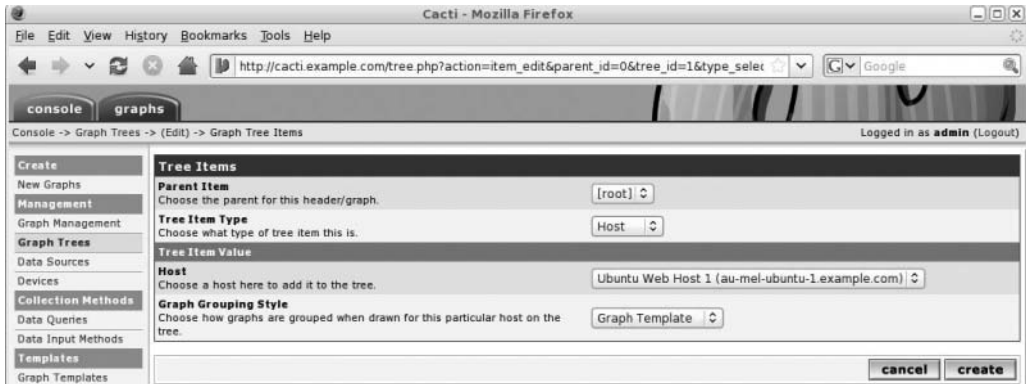 Cacti - Mozilla Firefox
File Edit View History Bookmarks Tools Help
http://cacti.example.com/tree.php?action=item_edit&parent_id=0&tree_id=1&type_selec
Google
console graphs
Console -> Graph Trees -> (Edit) -> Graph Tree Items
Logged in as admin (Logout)
Create
New Graphs
Management
Graph Management
Graph Trees
Data Sources
Devices
Collection Methods
Data Queries
Data Input Methods
Templates
Graph Templates
Tree Items
Parent Item
Choose the parent for this header/graph.
[root]
Tree Item Type
Choose what type of tree item this is.
Host
Tree Item Value
Host
Choose a host here to add it to the tree.
Ubuntu Web Host 1 (au-mel-ubuntu-1.example.com)
Graph Grouping Style
Choose how graphs are grouped when drawn for this particular host on the
tree.
Graph Template
cancel create